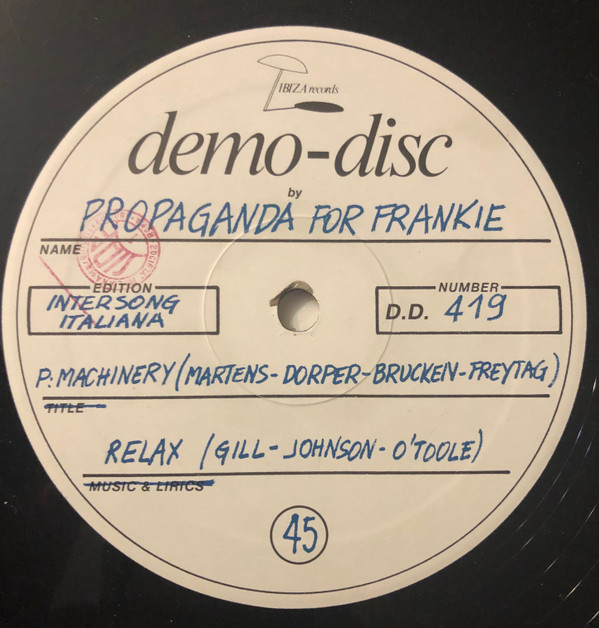 IBIZA records
demo-disc
by
PROPAGANDA FOR FRANKIE
NAME
EDITION
INTERSONG
ITALIANA
NUMBER
D.D. 419
P: MACHINERY (MARTENS-DORPER-BRUCKEN-FREYTAG)
TITLE
RELAX (GILL-JOHNSON-O'TOOLE)
MUSIC & LIRICS
45